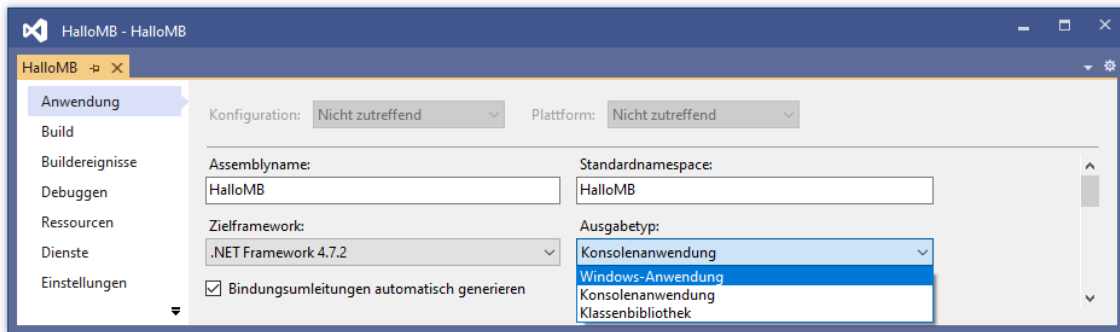 HalloMB - HalloMB
HalloMB
Anwendung
Build
Buildereignisse
Debuggen
Ressourcen
Dienste
Einstellungen
Konfiguration: Nicht zutreffend Plattform: Nicht zutreffend
Assemblyname: Standardnamespace:
HalloMB HalloMB
Zielframework: Ausgabetyp:
.NET Framework 4.7.2 Konsolenanwendung
Bindungsumleitungen automatisch generieren
Windows-Anwendung
Konsolenanwendung
Klassenbibliothek